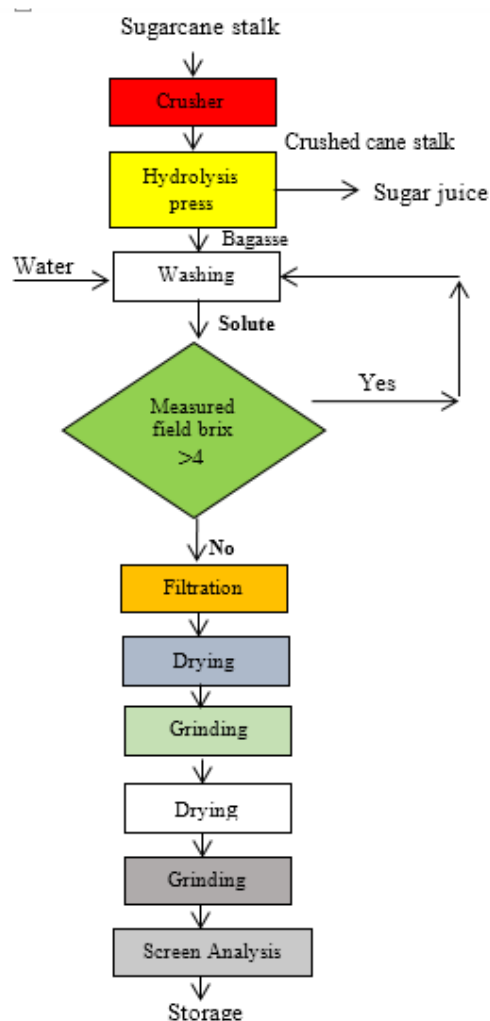 Sugarcane stalk
Crusher
Crushed cane stalk
Hydrolysis
press
Sugar juice
Bagasse
Water
Washing
Solute
Yes
Measured
field brix
>4
No
Filtration
Drying
Grinding
Drying
Grinding
Screen Analysis
Storage